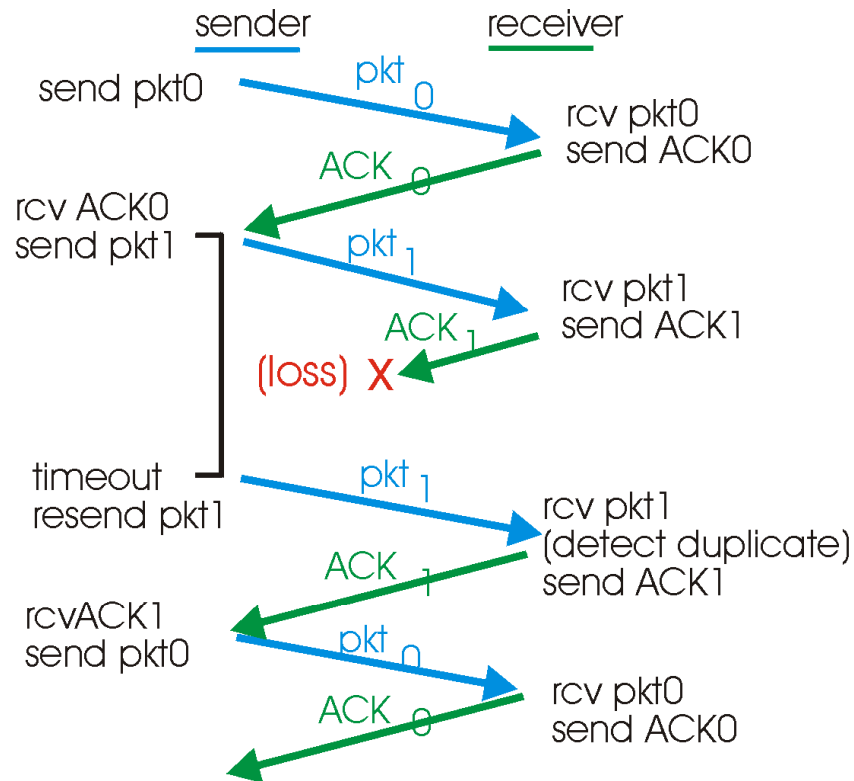 sender
receiver
send pkt0
pkt 0
rcv pkt0
send ACK0
ACK 0
rcv ACK0
send pkt1
pkt 1
rcv pkt1
send ACK1
ACK 1
(loss) X
timeout
resend pkt1
pkt 1
rcv pkt1
(detect duplicate)
send ACK1
ACK 1
rcvACK1
send pkt0
pkt 0
rcv pkt0
send ACK0
ACK 0